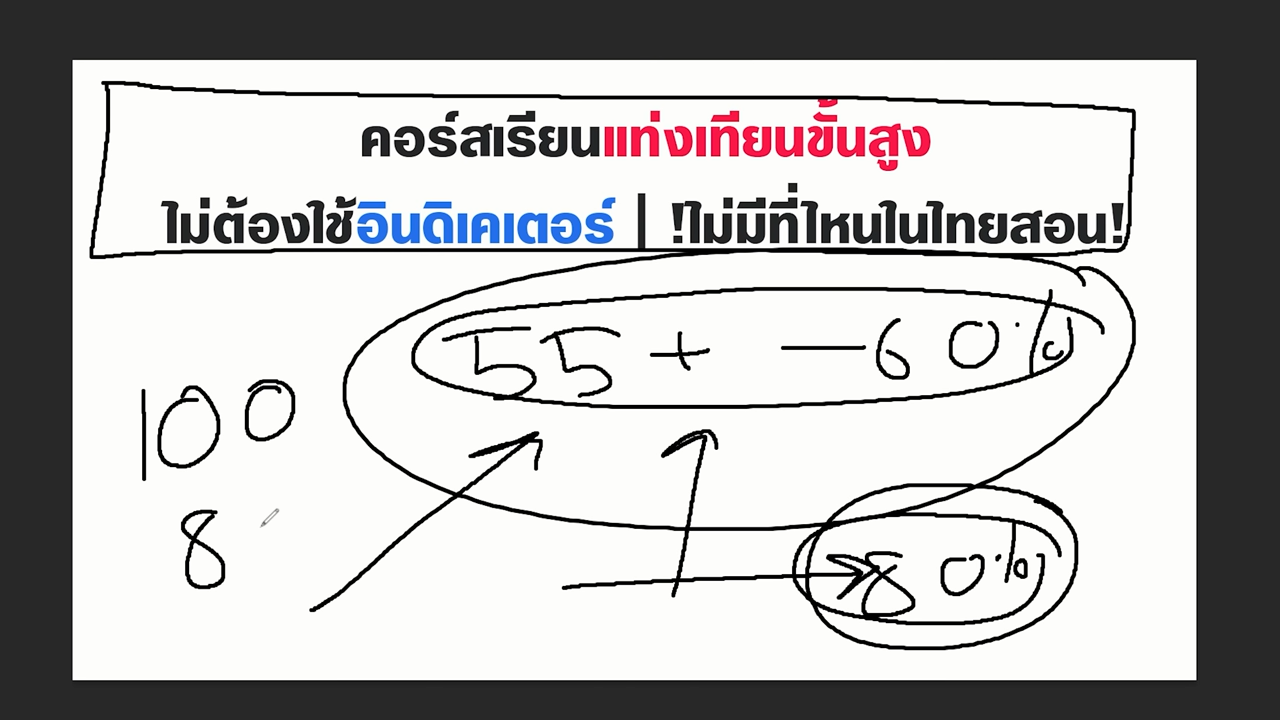 คอร์สเรียนแท่งเทียนขั้นสูง
ไม่ต้องใช้อินดิเคเตอร์ | !ไม่มีที่ไหนในไทยสอน!
55 + - 60%
100
8
80%